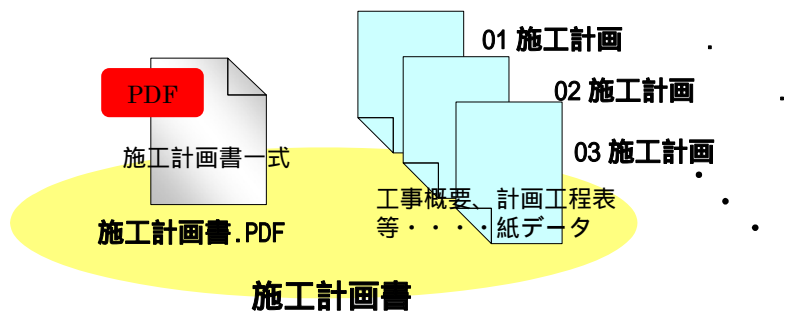 PDF
施工計画書一式
施工計画書.PDF
01 施工計画 .
02 施工計画 .
03 施工計画
工事概要、計画工程表
等・・・・紙データ
・
・
・
施工計画書